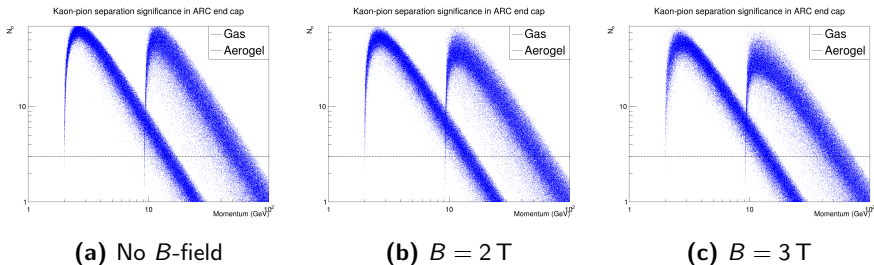 Kaon-pion separation significance in ARC end cap
Nσ
Gas
Aerogel
10
1
1
10
10²
Momentum (GeV)
(a) No B-field
Kaon-pion separation significance in ARC end cap
Nσ
Gas
Aerogel
10
1
1
10
10²
Momentum (GeV)
(b) B = 2 T
Kaon-pion separation significance in ARC end cap
Nσ
Gas
Aerogel
10
1
1
10
10²
Momentum (GeV)
(c) B = 3 T